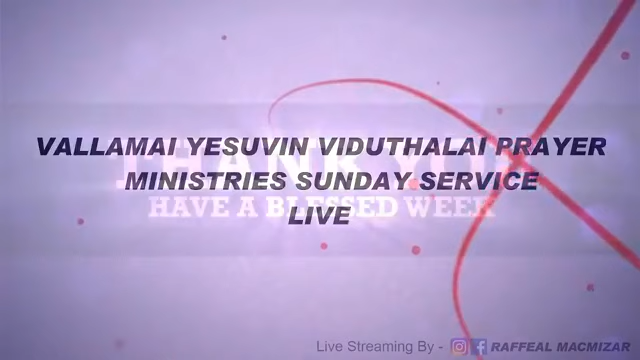 VALLAMAI YESUVIN VIDUTHALAI PRAYER
MINISTRIES SUNDAY SERVICE
LIVE
THANK YOU
HAVE A BLESSED WEEK
Live Streaming By - RAFFEAL MACMIZAR